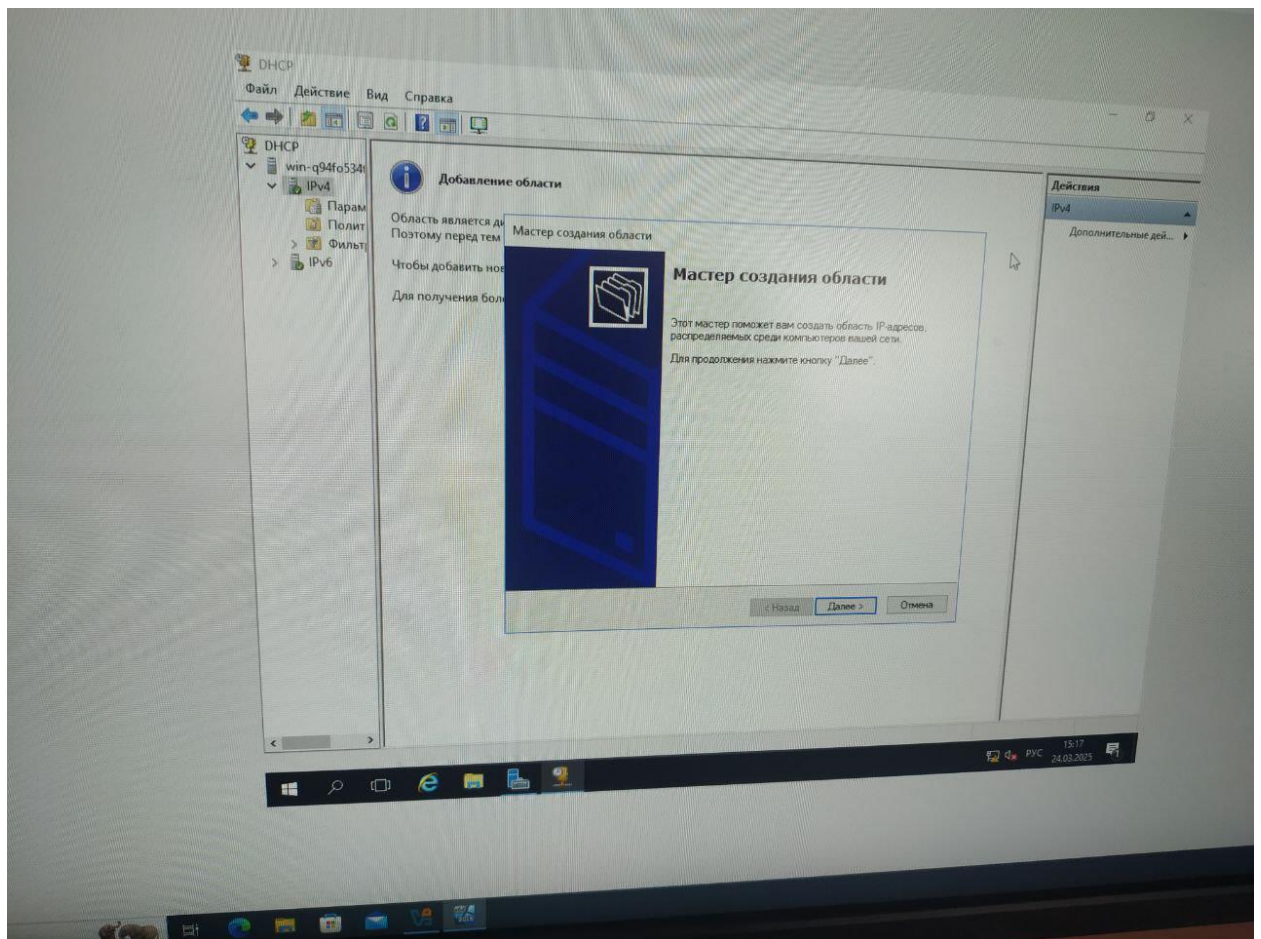 DHCP
Файл Действие Вид Справка
DHCP
win-q94fo534
IPv4
Парам
Полит
Фильт
IPv6
Добавление области
Область является ди
Поэтому перед тем
Чтобы добавить нов
Для получения бол
Мастер создания области
Мастер создания области
Этот мастер поможет вам создать область IP-адресов,
распределяемых среди компьютеров вашей сети.
Для продолжения нажмите кнопку "Далее".
< Назад Далее > Отмена
Действия
IPv4
Дополнительные дей...
РУС
15:17
24.03.2025